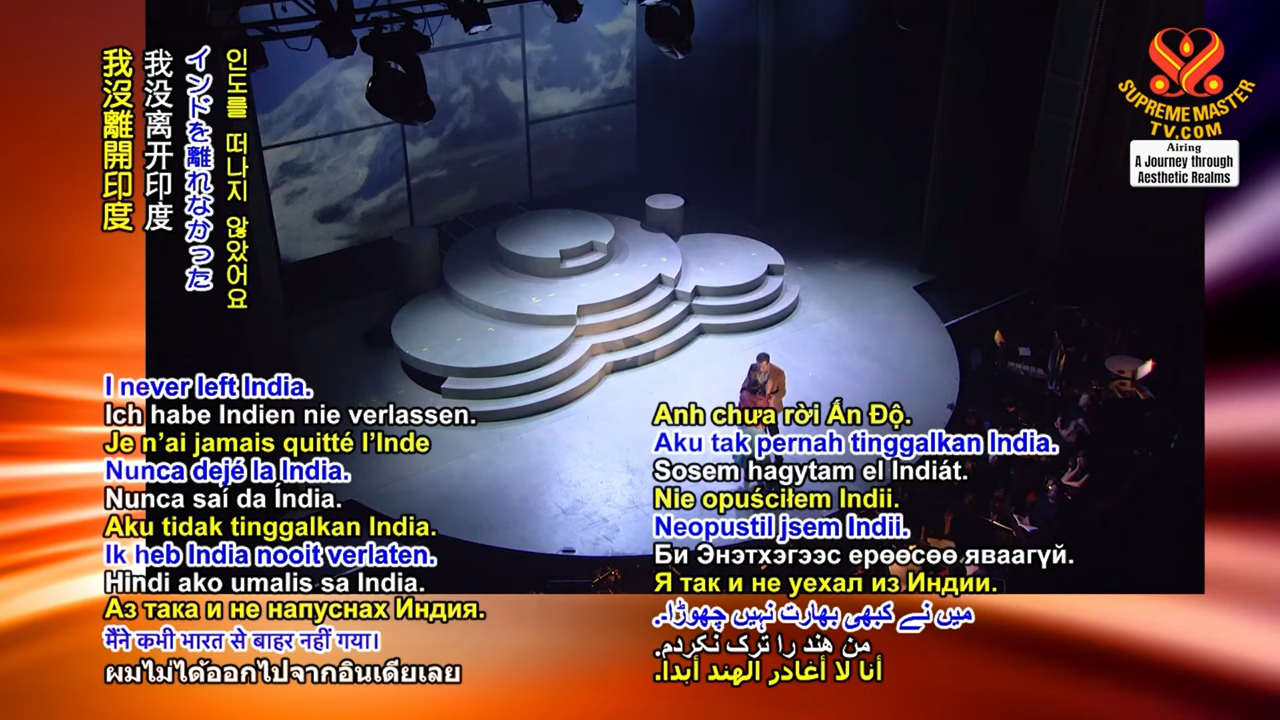 我沒離開印度
我没离开印度
インドを離れなかった
인도를 떠나지 않았어요
SUPREME MASTER
TV.COM
Airing
A Journey through
Aesthetic Realms
I never left India.
Ich habe Indien nie verlassen.
Je n’ai jamais quitté l’Inde
Nunca dejé la India.
Nunca saí da Índia.
Aku tidak tinggalkan India.
Ik heb India nooit verlaten.
Hindi ako umalis sa India.
Аз така и не напуснах Индия.
मैंने कभी भारत से बाहर नहीं गया।
ผมไม่ได้ออกไปจากอินเดียเลย
Anh chưa rời Ấn Độ.
Aku tak pernah tinggalkan India.
Sosem hagytam el Indiát.
Nie opuściłem Indii.
Neopustil jsem Indii.
Би Энэтхэгээс ерөөсөө яваагүй.
Я так и не уехал из Индии.
میں نے کبھی بھارت نہیں چھوڑا۔.
من هند را ترک نکردم.
أنا لا أغادر الهند أبدا.